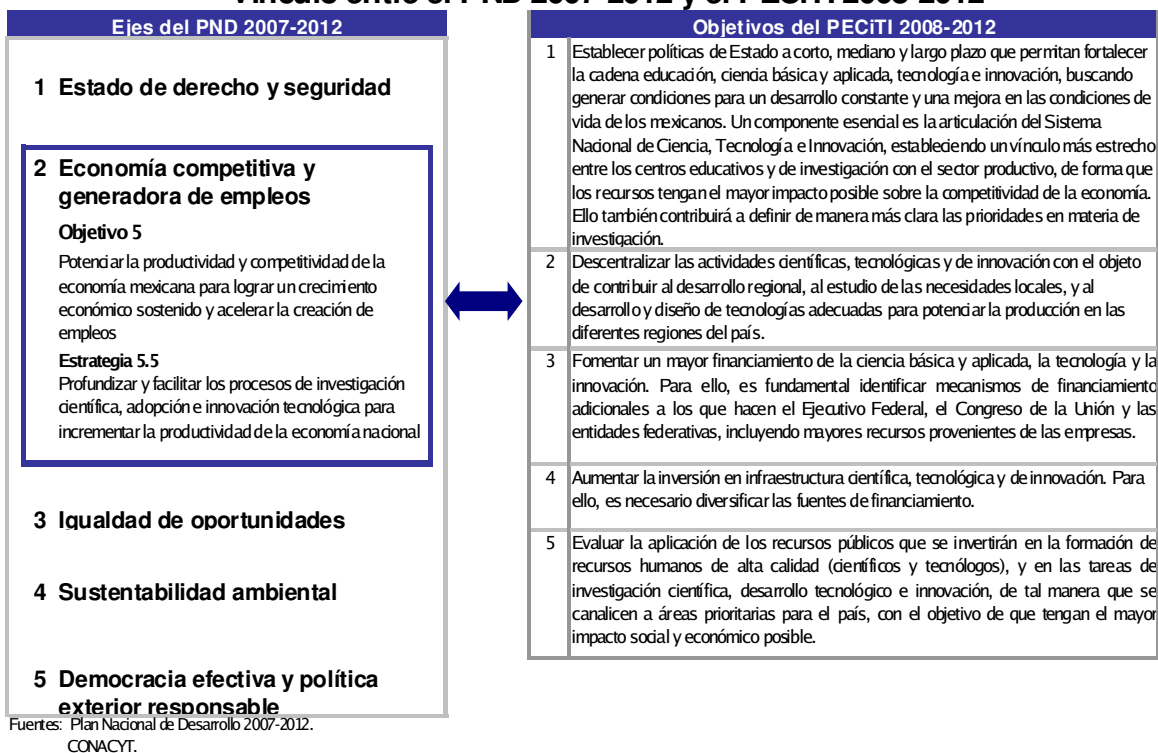 Vínculo entre el PND 2007-2012 y el PECiTI 2008-2012
Ejes del PND 2007-2012
1 Estado de derecho y seguridad
2 Economía competitiva y
generadora de empleos
Objetivo 5
Potenciar la productividad y competitividad de la
economía mexicana para lograr un crecimiento
económico sostenido y acelerar la creación de
empleos
Estrategia 5.5
Profundizar y facilitar los procesos de investigación
científica, adopción e innovación tecnológica para
incrementar la productividad de la economía nacional
3 Igualdad de oportunidades
4 Sustentabilidad ambiental
5 Democracia efectiva y política
exterior responsable
Objetivos del PECiTI 2008-2012
1 Establecer políticas de Estado a corto, mediano y largo plazo que permitan fortalecer
la cadena educación, ciencia básica y aplicada, tecnología e innovación, buscando
generar condiciones para un desarrollo constante y una mejora en las condiciones de
vida de los mexicanos. Un componente esencial es la articulación del Sistema
Nacional de Ciencia, Tecnología e Innovación, estableciendo un vínculo más estrecho
entre los centros educativos y de investigación con el sector productivo, de forma que
los recursos tengan el mayor impacto posible sobre la competitividad de la economía.
Ello también contribuirá a definir de manera más clara las prioridades en materia de
investigación.
2 Descentralizar las actividades científicas, tecnológicas y de innovación con el objeto
de contribuir al desarrollo regional, al estudio de las necesidades locales, y al
desarrollo y diseño de tecnologías adecuadas para potenciar la producción en las
diferentes regiones del país.
3 Fomentar un mayor financiamiento de la ciencia básica y aplicada, la tecnología y la
innovación. Para ello, es fundamental identificar mecanismos de financiamiento
adicionales a los que hacen el Ejecutivo Federal, el Congreso de la Unión y las
entidades federativas, incluyendo mayores recursos provenientes de las empresas.
4 Aumentar la inversión en infraestructura científica, tecnológica y de innovación. Para
ello, es necesario diversificar las fuentes de financiamiento.
5 Evaluar la aplicación de los recursos públicos que se invertirán en la formación de
recursos humanos de alta calidad (científicos y tecnólogos), y en las tareas de
investigación científica, desarrollo tecnológico e innovación, de tal manera que se
canalicen a áreas prioritarias para el país, con el objetivo de que tengan el mayor
impacto social y económico posible.
Fuentes: Plan Nacional de Desarrollo 2007-2012.
CONACYT.